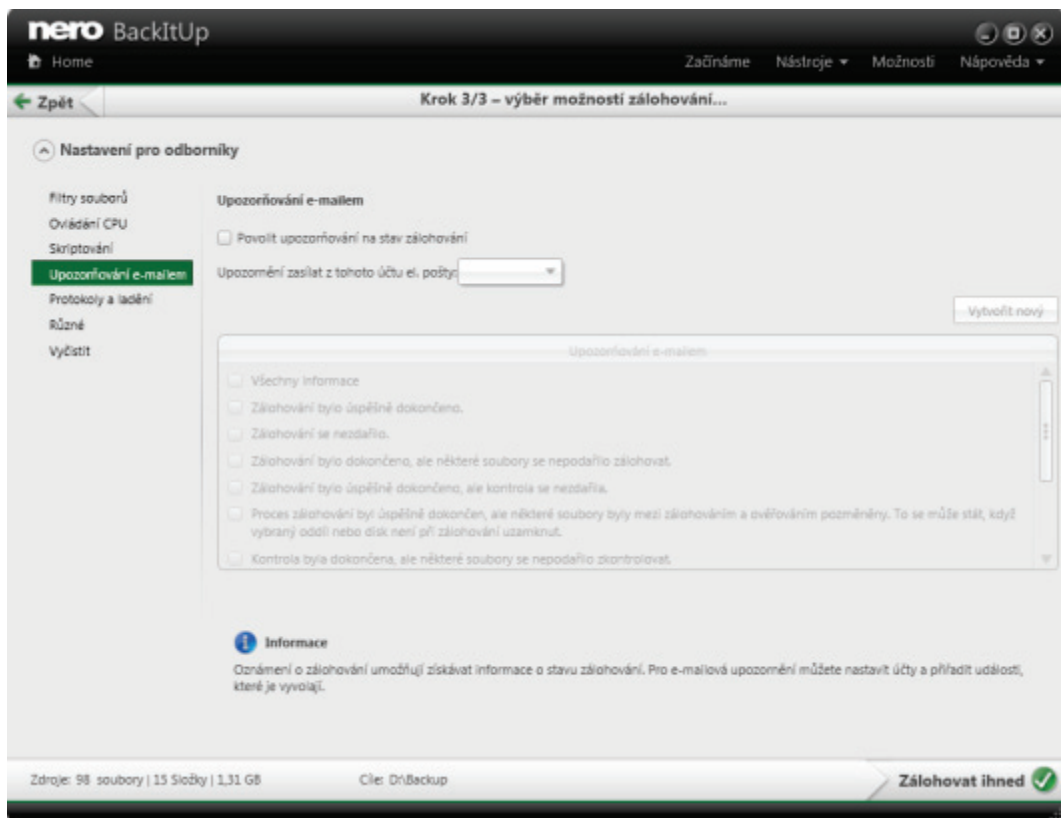 nero BackItUp
Home Začínáme Nástroje Možnosti Nápověda
Zpět Krok 3/3 – výběr možností zálohování...
Nastavení pro odborníky
Filtry souborů
Ovládání CPU
Skriptování
Upozorňování e-mailem
Protokoly a ladění
Různé
Vyčistit
Upozorňování e-mailem
Povolit upozorňování na stav zálohování
Upozornění zasílat z tohoto účtu el. pošty:
Vytvořit nový
Upozorňování e-mailem
Všechny informace
Zálohování bylo úspěšně dokončeno.
Zálohování se nezdařilo.
Zálohování bylo dokončeno, ale některé soubory se nepodařilo zálohovat.
Zálohování bylo úspěšně dokončeno, ale kontrola se nezdařila.
Proces zálohování byl úspěšně dokončen, ale některé soubory byly mezi zálohováním a ověřováním pozměněny. To se může stát, když
vybraný oddíl nebo disk není při zálohování uzamknut.
Kontrola byla dokončena, ale některé soubory se nepodařilo zkontrolovat.
Informace
Oznámení o zálohování umožňují získávat informace o stavu zálohování. Pro e-mailová upozornění můžete nastavit účty a přiřadit události,
které je vyvolají.
Zdroje: 98 soubory | 15 Složky | 1,31 GB Cíle: D:\Backup Zálohovat ihned